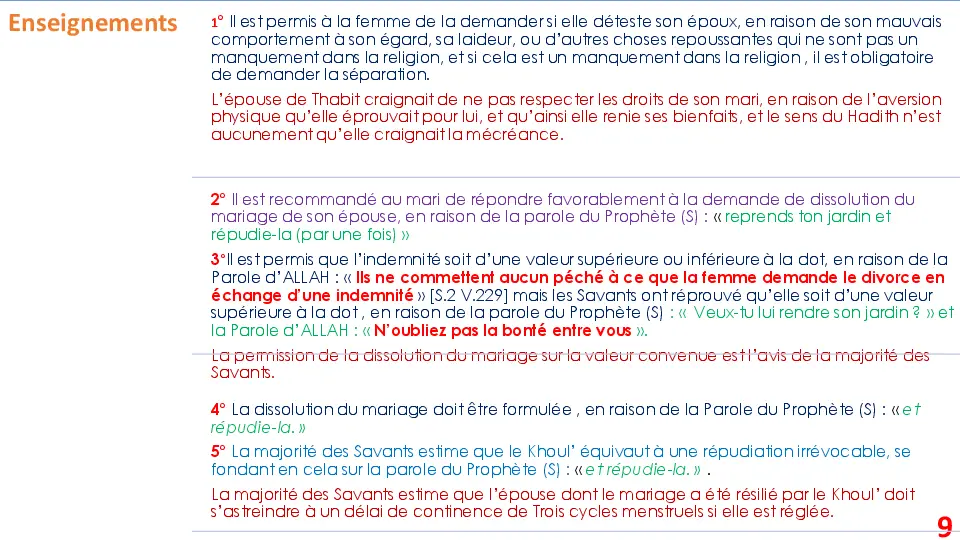 Enseignements
1° Il est permis à la femme de la demander si elle déteste son époux, en raison de son mauvais
comportement à son égard, sa laideur, ou d'autres choses repoussantes qui ne sont pas un
manquement dans la religion, et si cela est un manquement dans la religion , il est obligatoire
de demander la séparation.
L'épouse de Thabit craignait de ne pas respecter les droits de son mari, en raison de l'aversion
physique qu'elle éprouvait pour lui, et qu'ainsi elle renie ses bienfaits, et le sens du Hadith n'est
aucunement qu'elle craignait la mécréance.
2° Il est recommandé au mari de répondre favorablement à la demande de dissolution du
mariage de son épouse, en raison de la parole du Prophète (S) : « reprends ton jardin et
répudie-la (par une fois) »
3°Il est permis que l'indemnité soit d'une valeur supérieure ou inférieure à la dot, en raison de la
Parole d'ALLAH : « Ils ne commettent aucun péché à ce que la femme demande le divorce en
échange d'une indemnité » [S.2 V.229] mais les Savants ont réprouvé qu'elle soit d'une valeur
supérieure à la dot , en raison de la parole du Prophète (S) : « Veux-tu lui rendre son jardin ? » et
la Parole d'ALLAH : « N'oubliez pas la bonté entre vous ».
La permission de la dissolution du mariage sur la valeur convenue est l'avis de la majorité des
Savants.
4° La dissolution du mariage doit être formulée , en raison de la Parole du Prophète (S) : « et
répudie-la. »
5° La majorité des Savants estime que le Khoul' équivaut à une répudiation irrévocable, se
fondant en cela sur la parole du Prophète (S) : « et répudie-la. » .
La majorité des Savants estime que l'épouse dont le mariage a été résilié par le Khoul' doit
s'astreindre à un délai de continence de Trois cycles menstruels si elle est réglée.
9